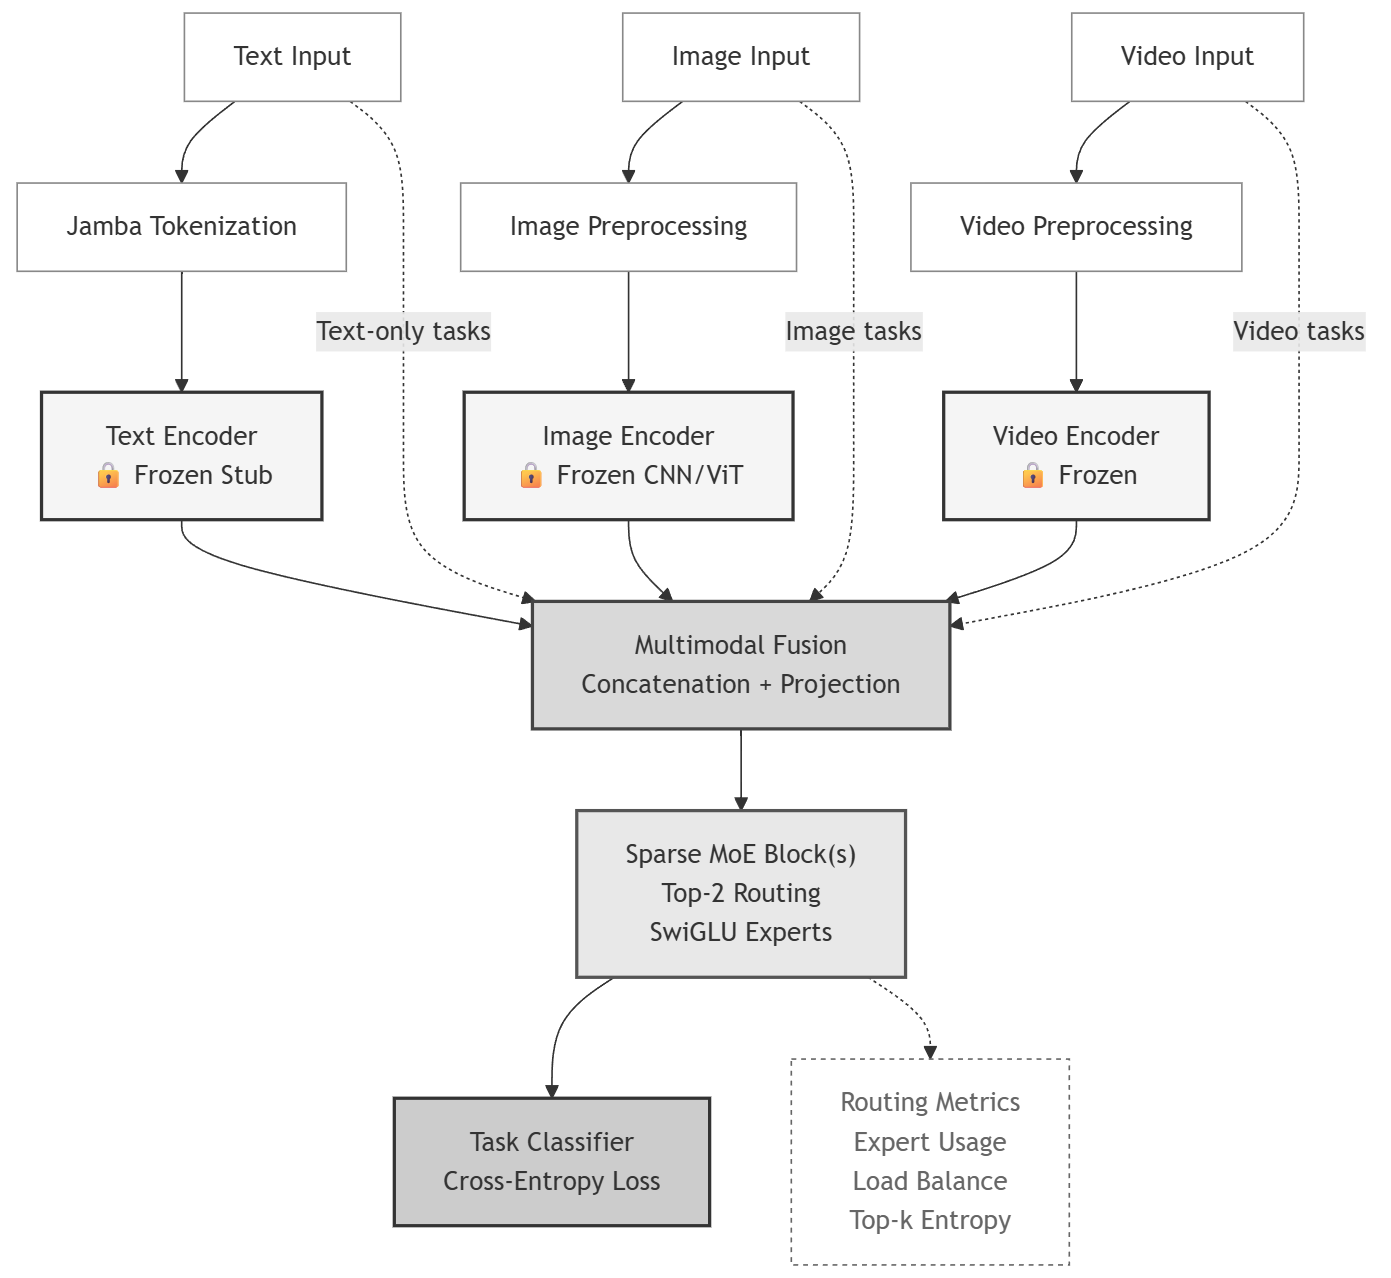 Text Input
Image Input
Video Input
Jamba Tokenization
Image Preprocessing
Video Preprocessing
Text-only tasks
Image tasks
Video tasks
Text Encoder
🔒 Frozen Stub
Image Encoder
🔒 Frozen CNN/ViT
Video Encoder
🔒 Frozen
Multimodal Fusion
Concatenation + Projection
Sparse MoE Block(s)
Top-2 Routing
SwiGLU Experts
Task Classifier
Cross-Entropy Loss
Routing Metrics
Expert Usage
Load Balance
Top-k Entropy